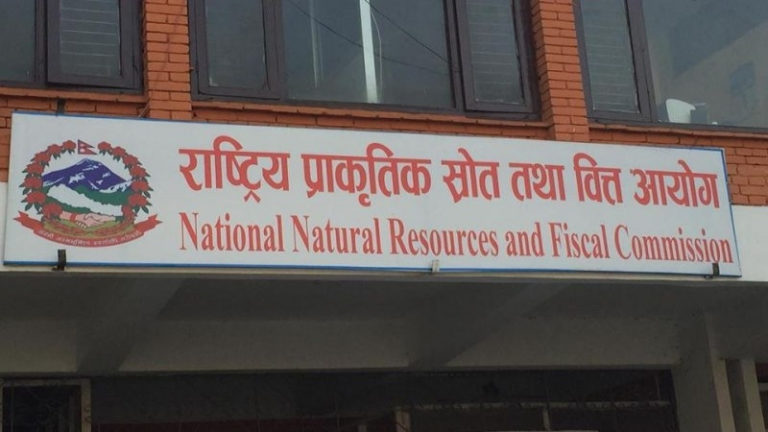 राष्ट्रिय प्राकृतिक स्रोत तथा वित्त आयोग
National Natural Resources and Fiscal Commission